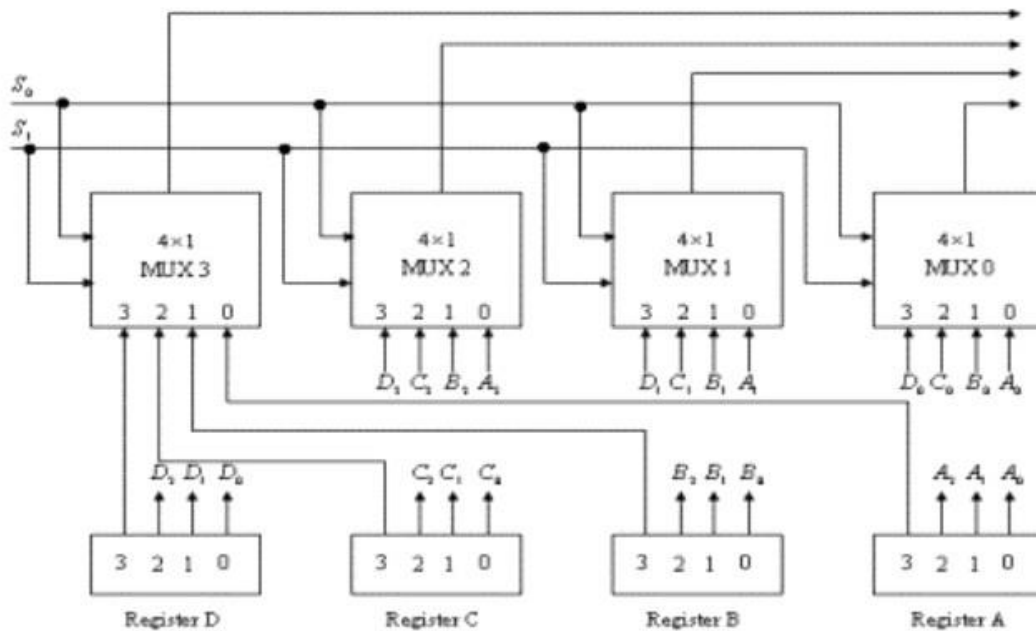 S₀
S₁
4×1 4×1 4×1 4×1
MUX 3 MUX 2 MUX 1 MUX 0
3 2 1 0 3 2 1 0 3 2 1 0 3 2 1 0
D₂ C₂ B₂ A₂ D₁ C₁ B₁ A₁ D₀ C₀ B₀ A₀
D₂ D₁ D₀ C₂ C₁ C₀ B₂ B₁ B₀ A₂ A₁ A₀
3 2 1 0 3 2 1 0 3 2 1 0 3 2 1 0
Register D Register C Register B Register A